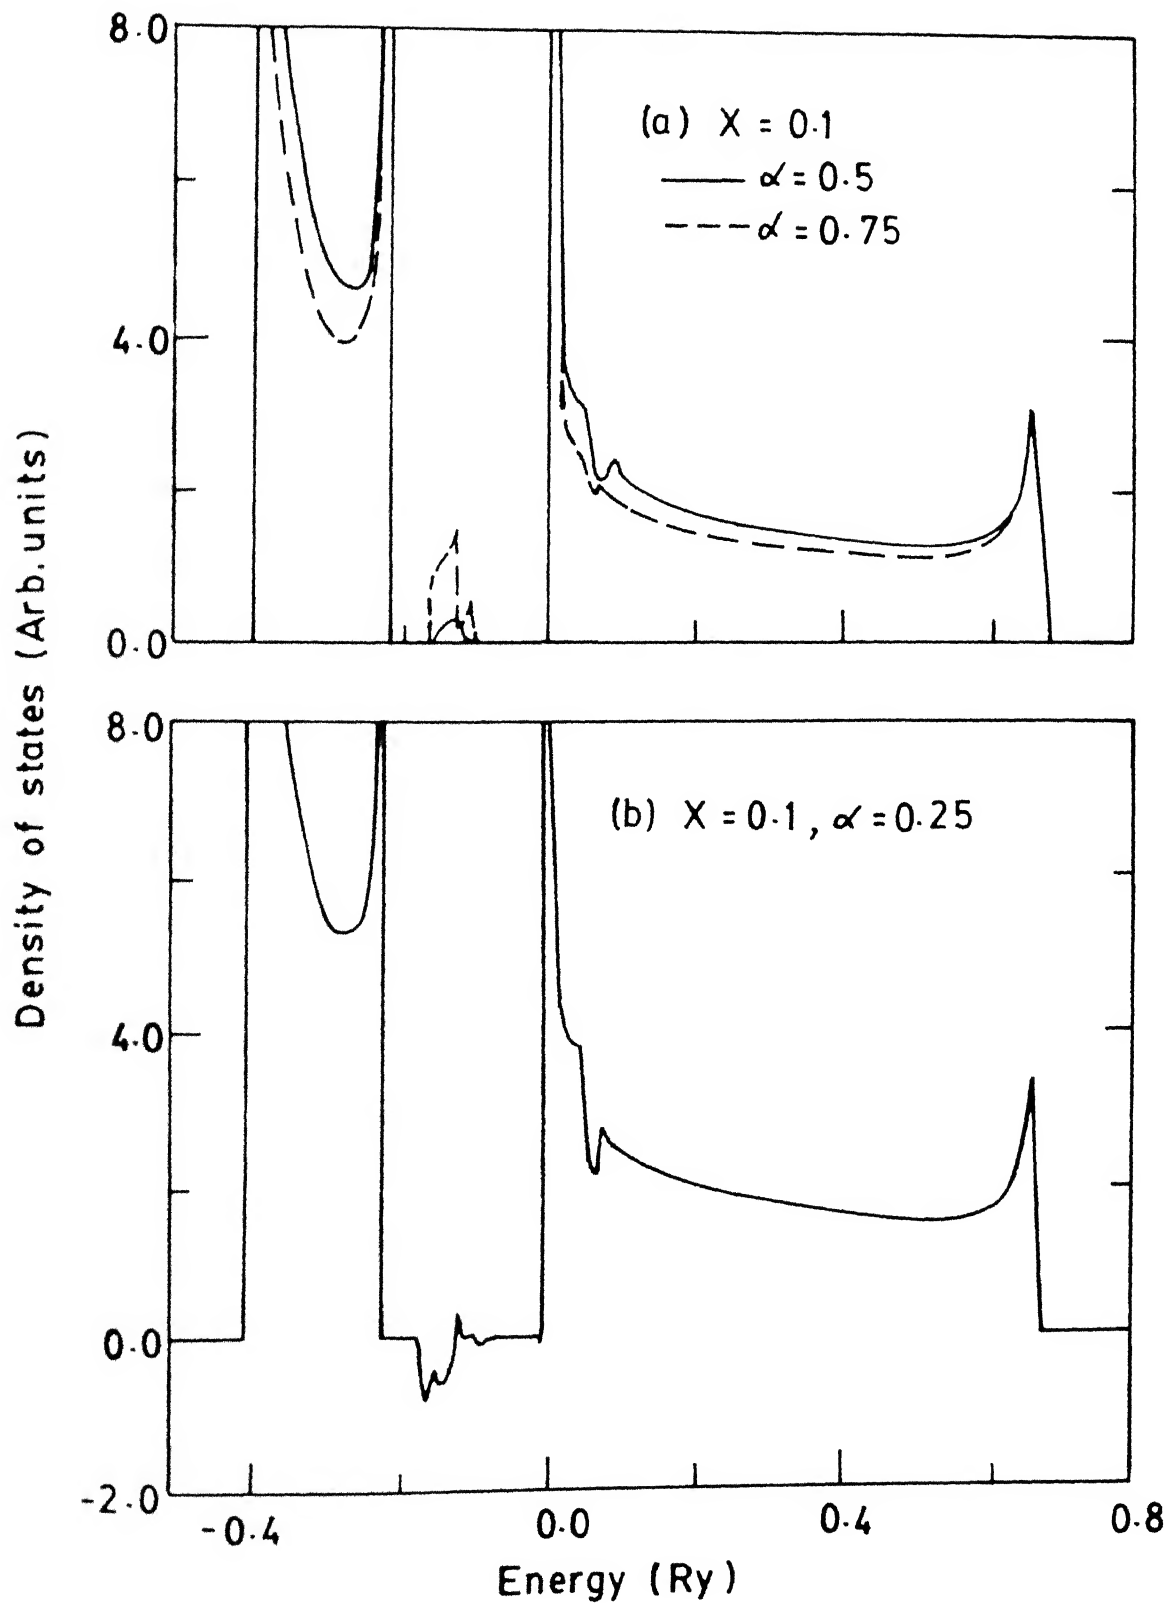 8.0
(a) X = 0.1
α = 0.5
α = 0.75
4.0
0.0
Density of states (Arb. units)
8.0
(b) X = 0.1, α = 0.25
4.0
0.0
-2.0
-0.4 0.0 0.4 0.8
Energy (Ry)